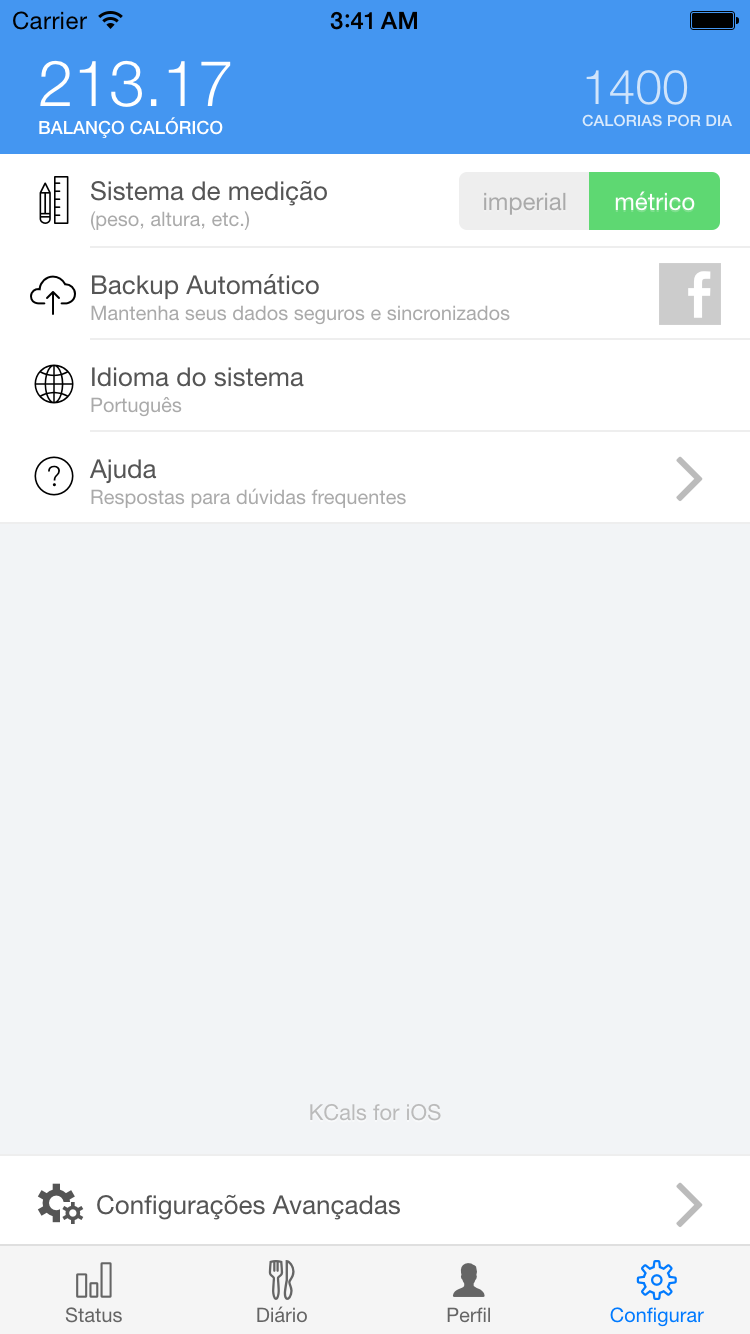 Carrier 3:41 AM
213.17 1400
BALANÇO CALÓRICO CALORIAS POR DIA
Sistema de medição
(peso, altura, etc.)
imperial métrico
Backup Automático
Mantenha seus dados seguros e sincronizados
f
Idioma do sistema
Português
?
Ajuda
Respostas para dúvidas frequentes
KCals for iOS
Configurações Avançadas
Status Diário Perfil Configurar